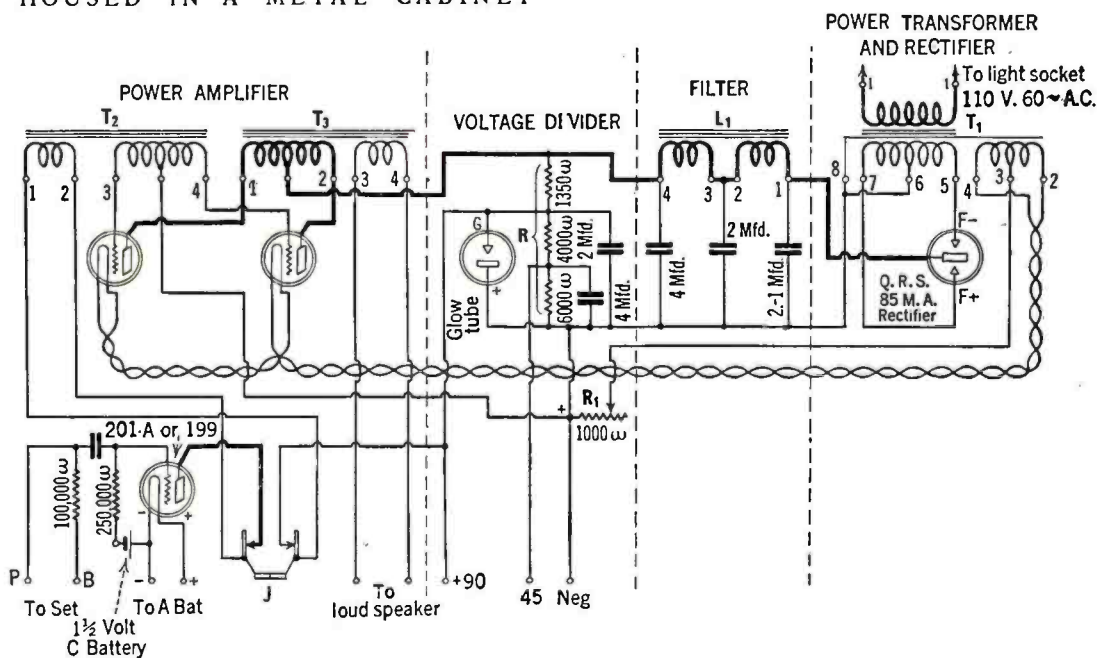 HOUSED IN A METAL CABINET
POWER TRANSFORMER
AND RECTIFIER
To light socket
110 V. 60~A.C.
1 1
POWER AMPLIFIER
VOLTAGE DIVIDER
FILTER
T2
T3
L1
T1
1 2 3 4 1 2 3 4
4 3 2 1
8 7 6 5 4 3 2
1350ω
R
4000ω
6000ω
2 Mfd.
4 Mfd.
G
+
Glow
tube
4 Mfd.
2 Mfd.
2.-1 Mfd.
F-
F+
Q.R.S.
85 M.A.
Rectifier
+
R1
1000 ω
201-A or 199
100,000ω
250,000ω
- +
P B - + J +90 45 Neg
To Set
To A Bat
To
loud speaker
1½ Volt
C Battery